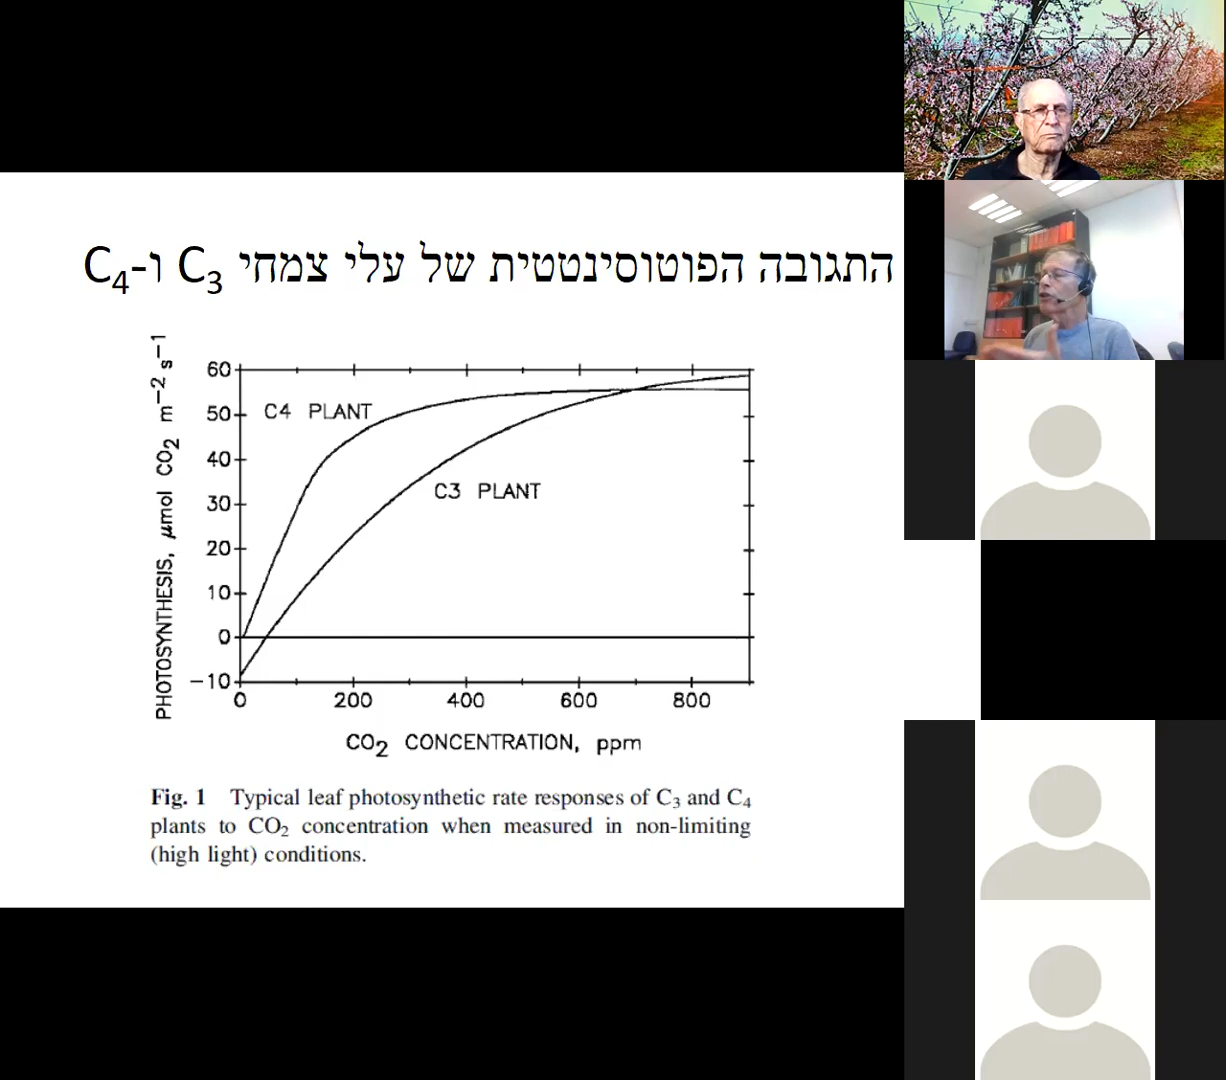 התגובה הפוטוסינטטית של עלי צמחי C₃ ו-C₄
PHOTOSYNTHESIS, μmol CO₂ m−2 s−1
60
50
40
30
20
10
0
−10
C4 PLANT
C3 PLANT
0 200 400 600 800
CO₂ CONCENTRATION, ppm
Fig. 1 Typical leaf photosynthetic rate responses of C₃ and C₄
plants to CO₂ concentration when measured in non-limiting
(high light) conditions.